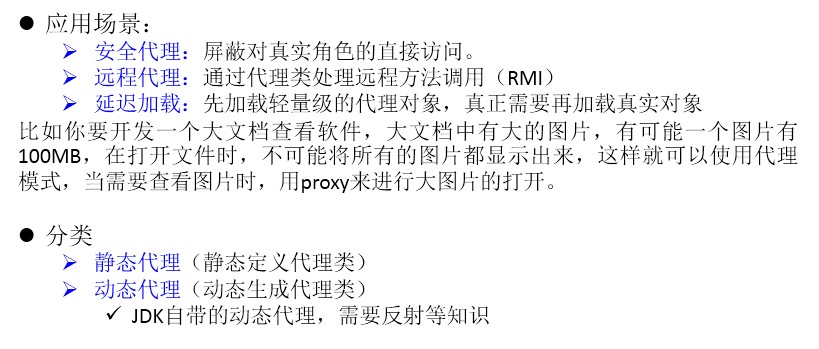 ● 应用场景：
➢ 安全代理：屏蔽对真实角色的直接访问。
➢ 远程代理：通过代理类处理远程方法调用（RMI）
➢ 延迟加载：先加载轻量级的代理对象，真正需要再加载真实对象
比如你要开发一个大文档查看软件，大文档中有大的图片，有可能一个图片有
100MB，在打开文件时，不可能将所有的图片都显示出来，这样就可以使用代理
模式，当需要查看图片时，用proxy来进行大图片的打开。
● 分类
➢ 静态代理（静态定义代理类）
➢ 动态代理（动态生成代理类）
✓ JDK自带的动态代理，需要反射等知识